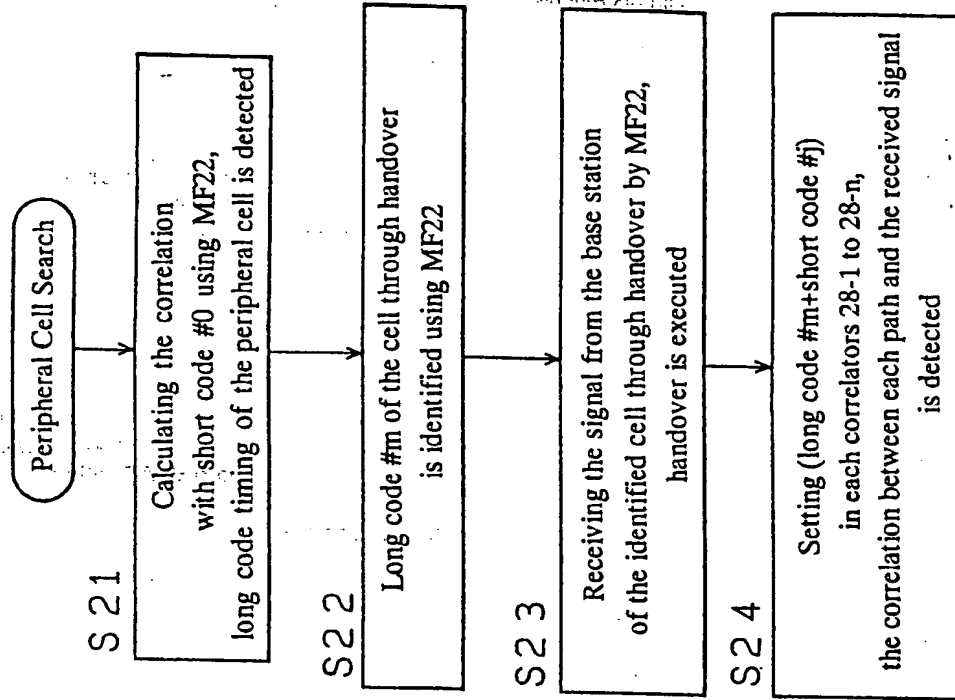 Peripheral Cell Search
S21
Calculating the correlation
with short code #0 using MF22,
long code timing of the peripheral cell is detected
S22
Long code #m of the cell through handover
is identified using MF22
S23
Receiving the signal from the base station
of the identified cell through handover by MF22,
handover is executed
S24
Setting (long code #m+short code #j)
in each correlators 28-1 to 28-n,
the correlation between each path and the received signal
is detected